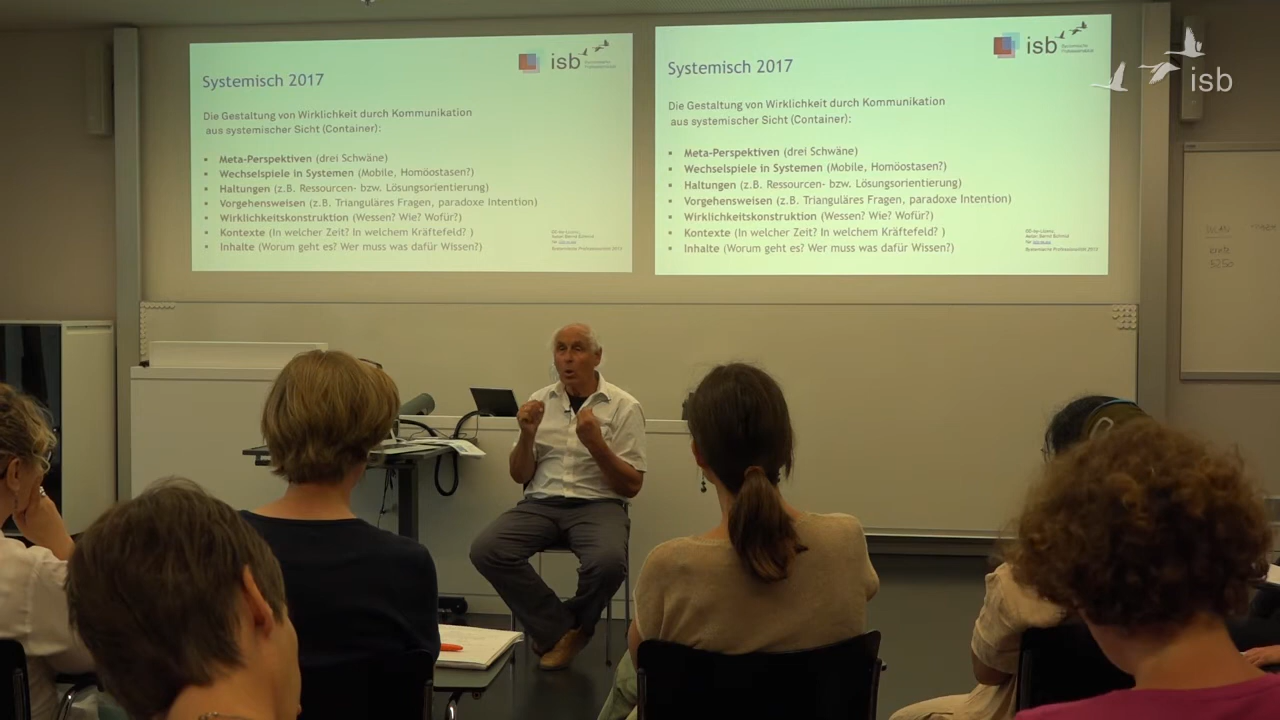 Systemisch 2017
isb
Die Gestaltung von Wirklichkeit durch Kommunikation
aus systemischer Sicht (Container):
▪ Meta-Perspektiven (drei Schwäne)
▪ Wechselspiele in Systemen (Mobile, Homöostasen?)
▪ Haltungen (z.B. Ressourcen- bzw. Lösungsorientierung)
▪ Vorgehensweisen (z.B. Trianguläres Fragen, paradoxe Intention)
▪ Wirklichkeitskonstruktion (Wessen? Wie? Wofür?)
▪ Kontexte (In welcher Zeit? In welchem Kräftefeld? )
▪ Inhalte (Worum geht es? Wer muss was dafür Wissen?)
Systemisch 2017
isb
Die Gestaltung von Wirklichkeit durch Kommunikation
aus systemischer Sicht (Container):
▪ Meta-Perspektiven (drei Schwäne)
▪ Wechselspiele in Systemen (Mobile, Homöostasen?)
▪ Haltungen (z.B. Ressourcen- bzw. Lösungsorientierung)
▪ Vorgehensweisen (z.B. Trianguläres Fragen, paradoxe Intention)
▪ Wirklichkeitskonstruktion (Wessen? Wie? Wofür?)
▪ Kontexte (In welcher Zeit? In welchem Kräftefeld? )
▪ Inhalte (Worum geht es? Wer muss was dafür Wissen?)
isb